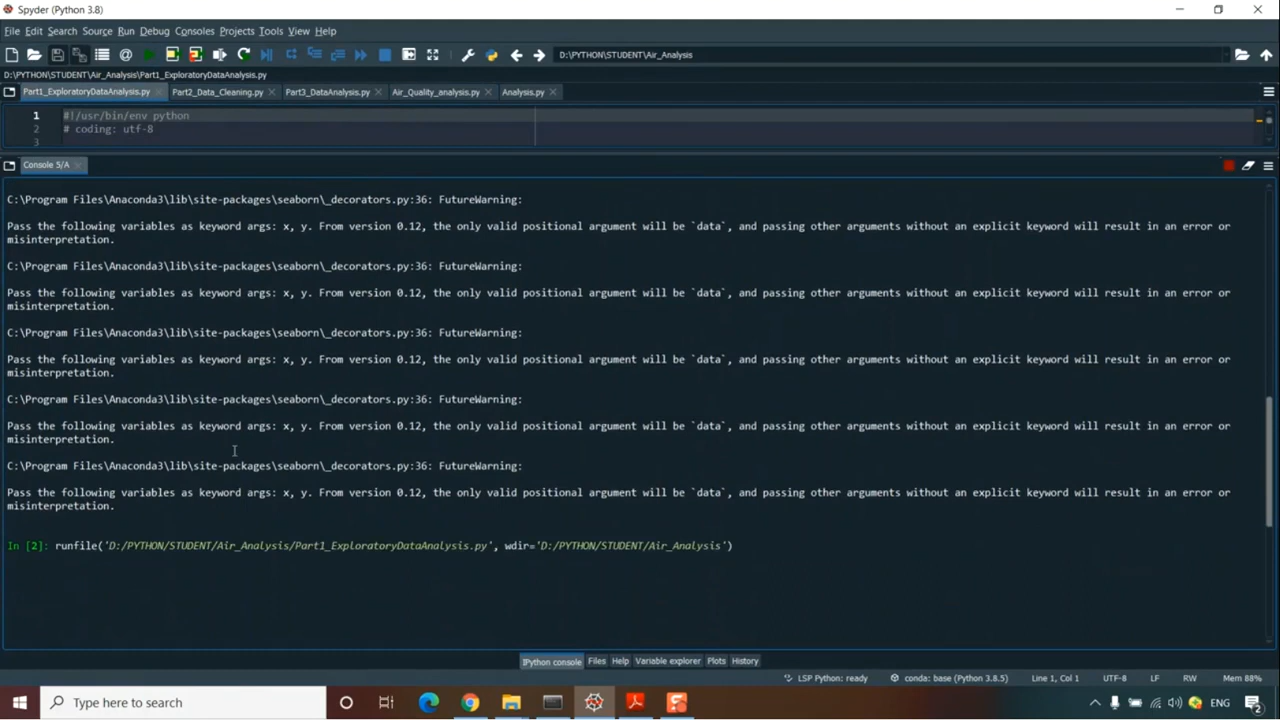 Spyder (Python 3.8)
File Edit Search Source Run Debug Consoles Projects Tools View Help
D:\PYTHON\STUDENT\Air_Analysis
D:\PYTHON\STUDENT\Air_Analysis\Part1_ExploratoryDataAnalysis.py
Part1_ExploratoryDataAnalysis.py Part2_Data_Cleaning.py Part3_DataAnalysis.py Air_Quality_analysis.py Analysis.py
1 #!/usr/bin/env python
2 # coding: utf-8
3
Console 5/A
C:\Program Files\Anaconda3\lib\site-packages\seaborn\_decorators.py:36: FutureWarning:
Pass the following variables as keyword args: x, y. From version 0.12, the only valid positional argument will be `data`, and passing other arguments without an explicit keyword will result in an error or
misinterpretation.
C:\Program Files\Anaconda3\lib\site-packages\seaborn\_decorators.py:36: FutureWarning:
Pass the following variables as keyword args: x, y. From version 0.12, the only valid positional argument will be `data`, and passing other arguments without an explicit keyword will result in an error or
misinterpretation.
C:\Program Files\Anaconda3\lib\site-packages\seaborn\_decorators.py:36: FutureWarning:
Pass the following variables as keyword args: x, y. From version 0.12, the only valid positional argument will be `data`, and passing other arguments without an explicit keyword will result in an error or
misinterpretation.
C:\Program Files\Anaconda3\lib\site-packages\seaborn\_decorators.py:36: FutureWarning:
Pass the following variables as keyword args: x, y. From version 0.12, the only valid positional argument will be `data`, and passing other arguments without an explicit keyword will result in an error or
misinterpretation.
C:\Program Files\Anaconda3\lib\site-packages\seaborn\_decorators.py:36: FutureWarning:
Pass the following variables as keyword args: x, y. From version 0.12, the only valid positional argument will be `data`, and passing other arguments without an explicit keyword will result in an error or
misinterpretation.
In [2]: runfile('D:/PYTHON/STUDENT/Air_Analysis/Part1_ExploratoryDataAnalysis.py', wdir='D:/PYTHON/STUDENT/Air_Analysis')
IPython console Files Help Variable explorer Plots History
LSP Python: ready conda: base (Python 3.8.5) Line 1, Col 1 UTF-8 LF RW Mem 88%
Type here to search
ENG 2